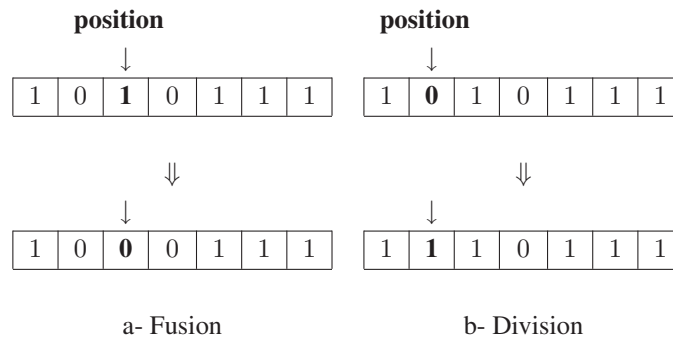 position position
↓ ↓
1 0 1 0 1 1 1 1 0 1 0 1 1 1
⇓ ⇓
↓ ↓
1 0 0 0 1 1 1 1 1 1 0 1 1 1
a- Fusion b- Division